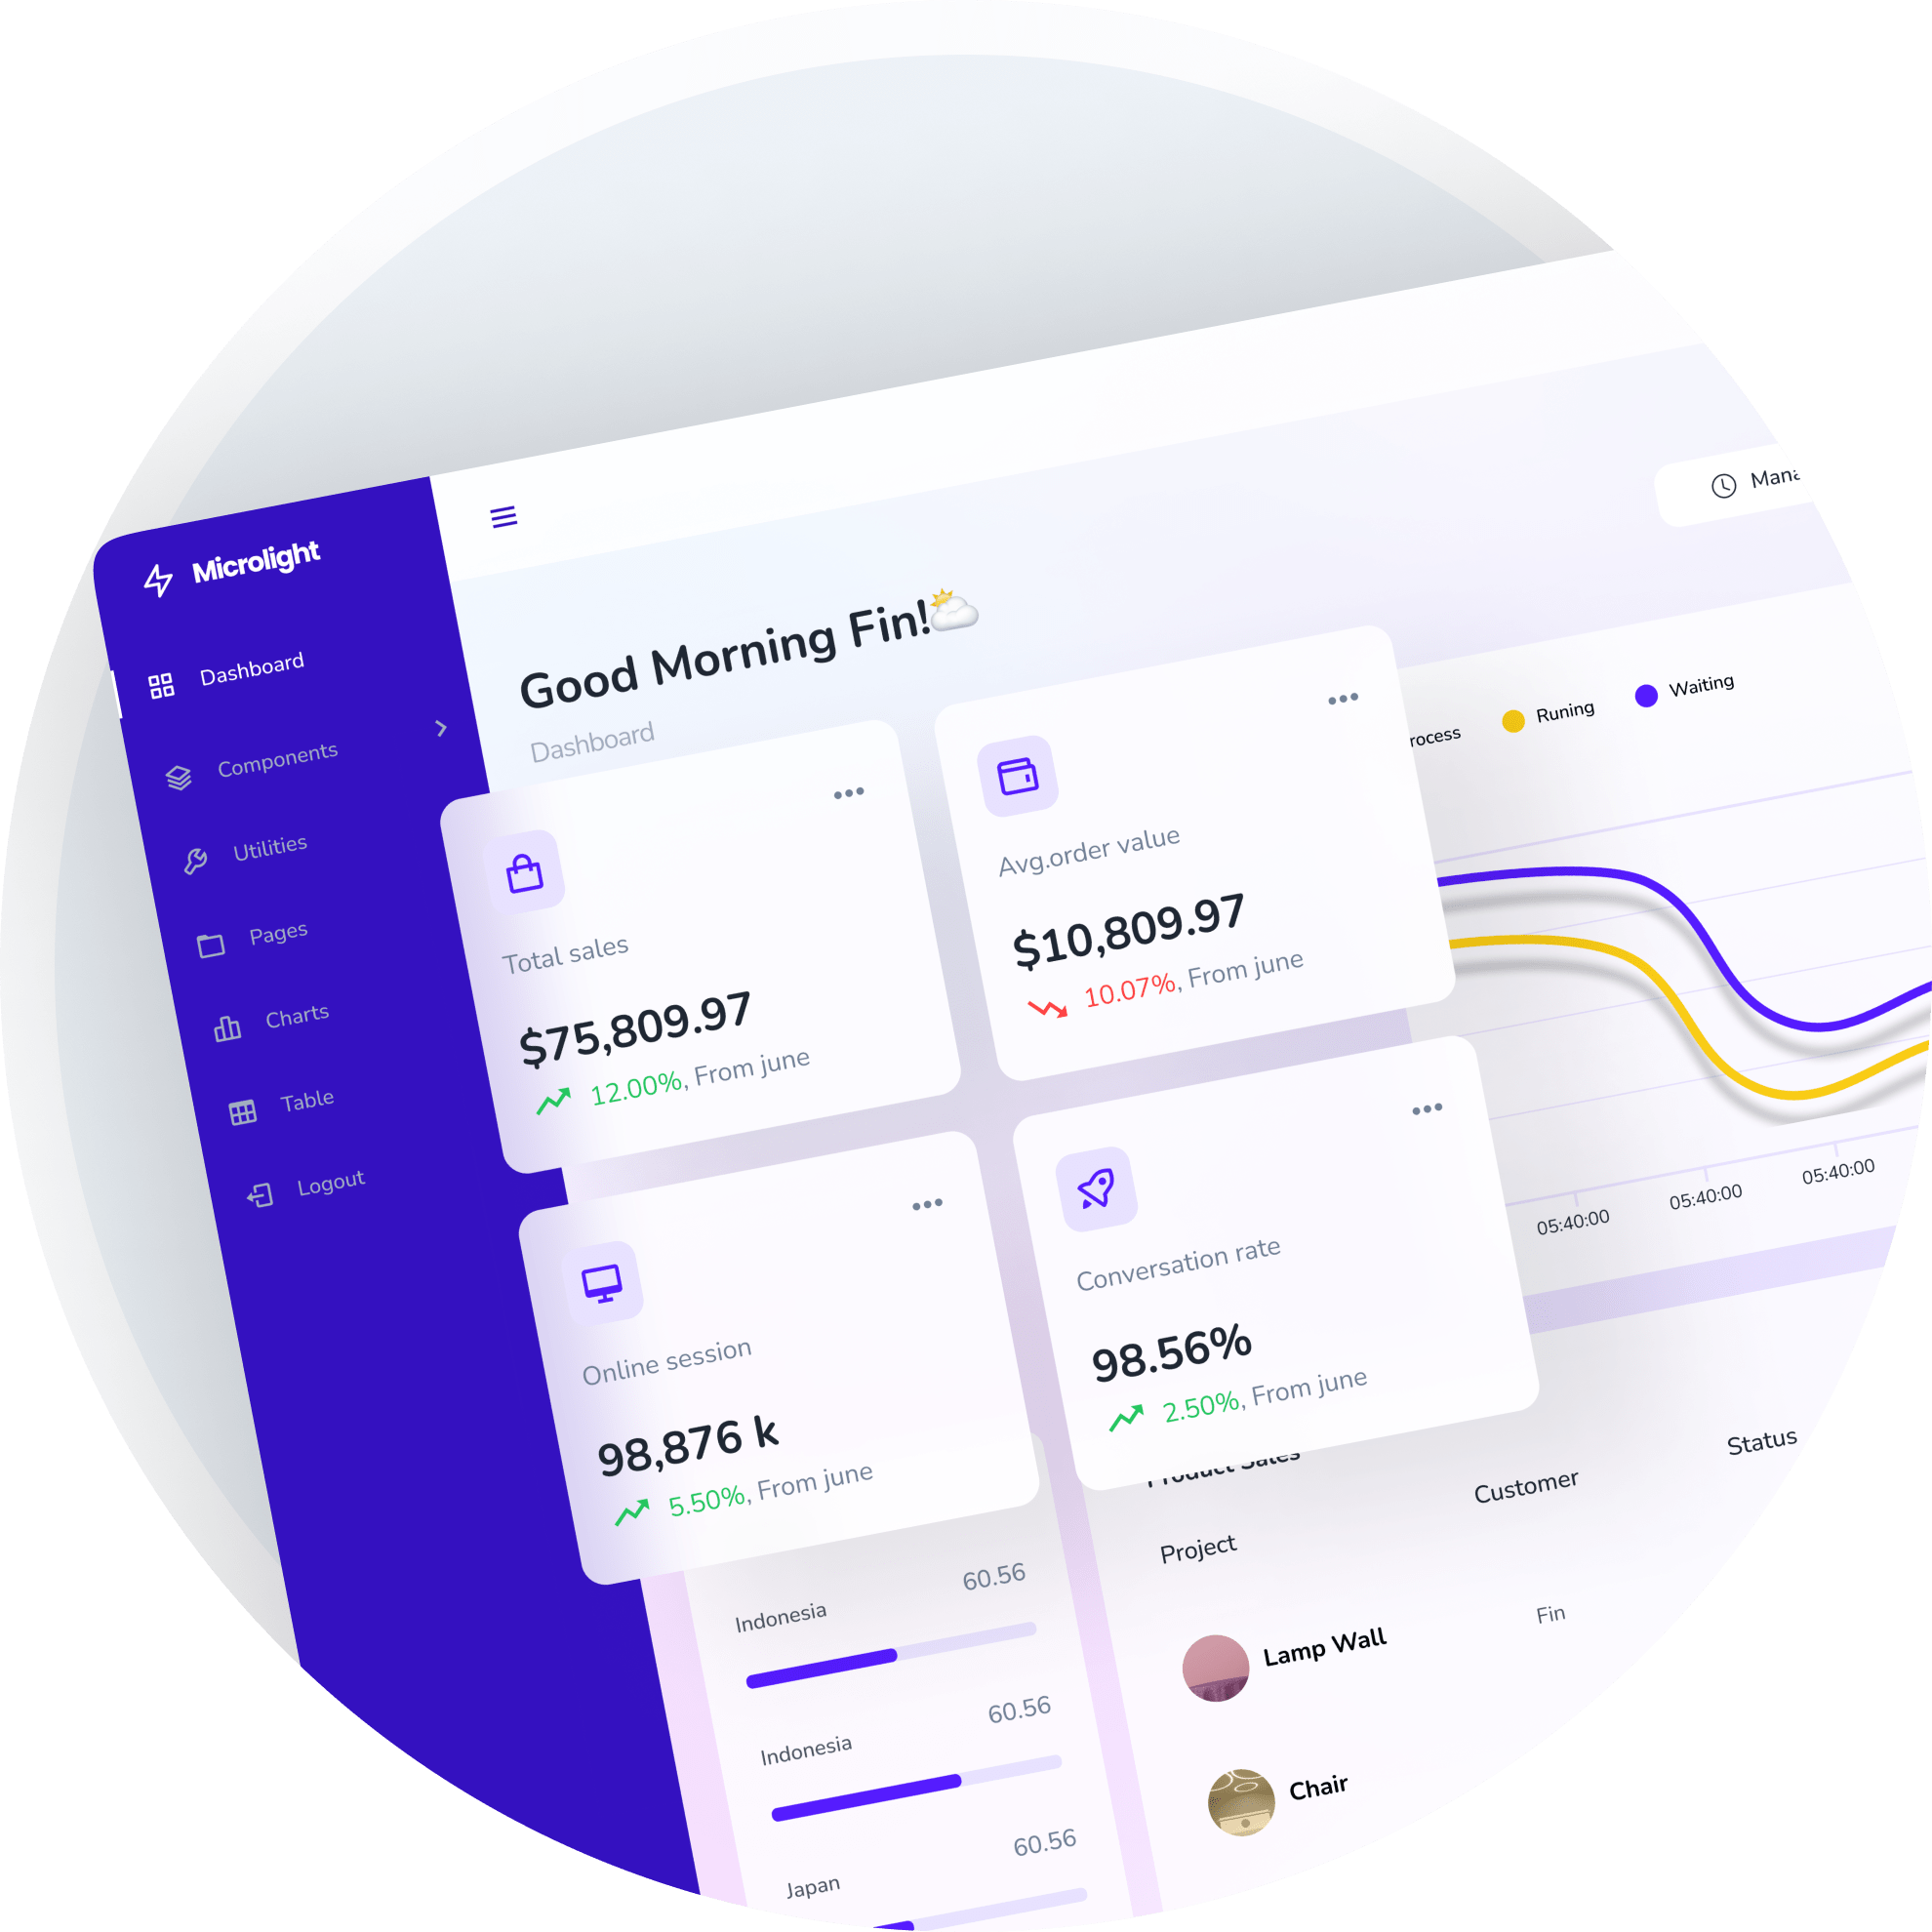 Microlight
Dashboard
Components
Utilities
Pages
Charts
Table
Logout
Good Morning Fin!
Dashboard
Total sales
$75,809.97
12.00%, From june
Avg.order value
$10,809.97
10.07%, From june
Online session
98,876 k
5.50%, From june
Conversation rate
98.56%
2.50%, From june
Runing
Waiting
05:40:00
05:40:00
05:40:00
Indonesia
60.56
Indonesia
60.56
Japan
60.56
Product Sales
Project
Customer
Status
Lamp Wall
Fin
Chair